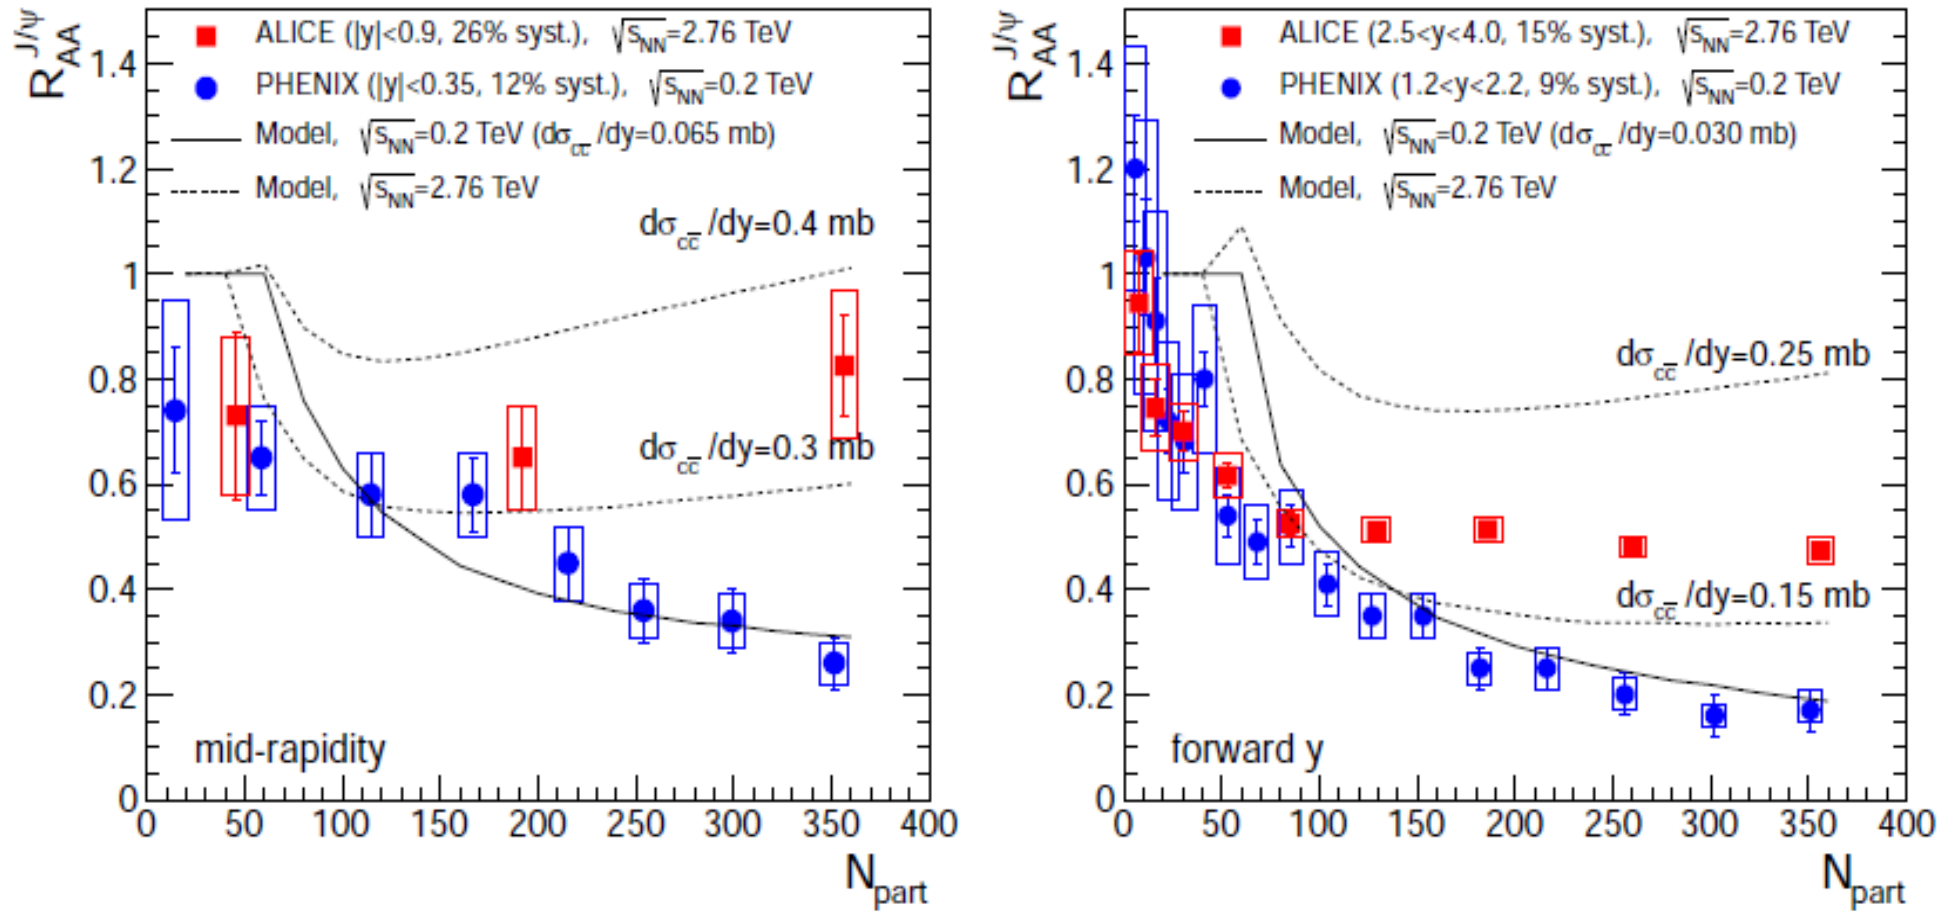 R_AA^J/ψ
ALICE (|y|<0.9, 26% syst.), √s_NN=2.76 TeV
PHENIX (|y|<0.35, 12% syst.), √s_NN=0.2 TeV
Model, √s_NN=0.2 TeV (dσ_cc̄ /dy=0.065 mb)
Model, √s_NN=2.76 TeV
dσ_cc̄ /dy=0.4 mb
dσ_cc̄ /dy=0.3 mb
1.4
1.2
1
0.8
0.6
0.4
0.2
0
mid-rapidity
0 50 100 150 200 250 300 350 400
N_part
R_AA^J/ψ
ALICE (2.5<y<4.0, 15% syst.), √s_NN=2.76 TeV
PHENIX (1.2<y<2.2, 9% syst.), √s_NN=0.2 TeV
Model, √s_NN=0.2 TeV (dσ_cc̄ /dy=0.030 mb)
Model, √s_NN=2.76 TeV
dσ_cc̄ /dy=0.25 mb
dσ_cc̄ /dy=0.15 mb
1.4
1.2
1
0.8
0.6
0.4
0.2
0
forward y
0 50 100 150 200 250 300 350 400
N_part